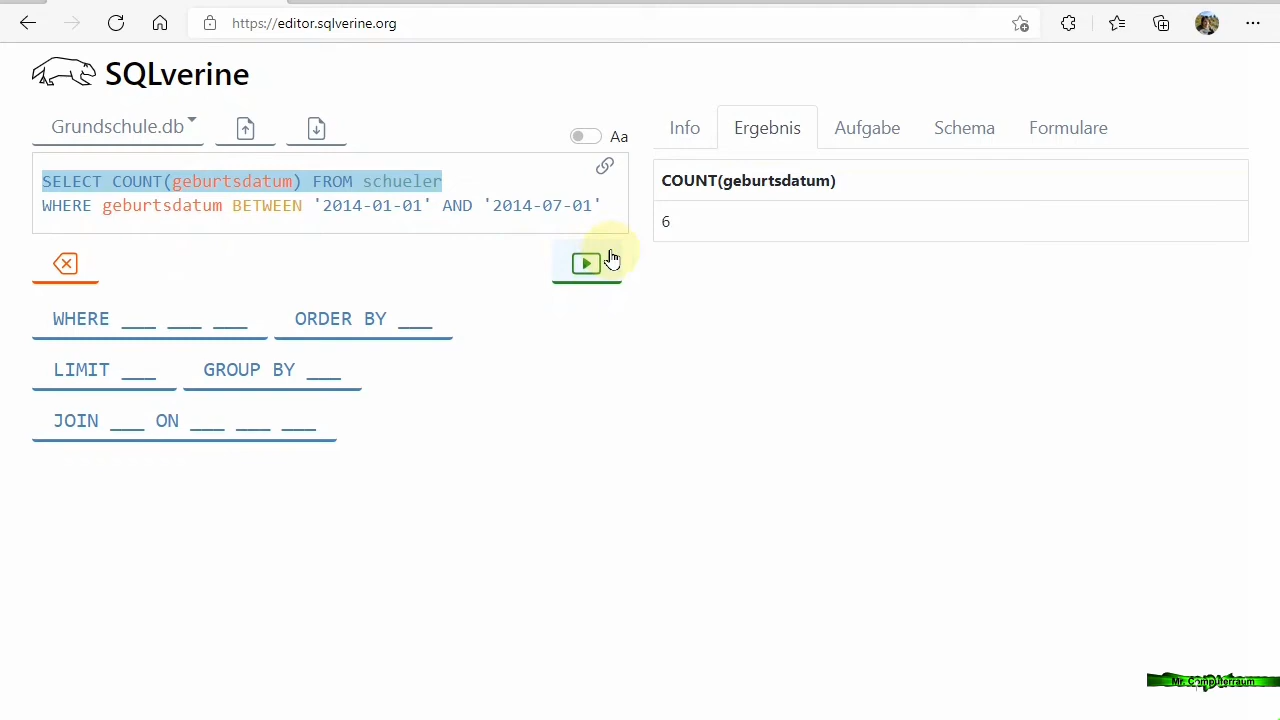 https://editor.sqlverine.org
SQLverine
Grundschule.db
Aa
SELECT COUNT(geburtsdatum) FROM schueler
WHERE geburtsdatum BETWEEN '2014-01-01' AND '2014-07-01'
WHERE ___ ___ ___ ORDER BY ___
LIMIT ___ GROUP BY ___
JOIN ___ ON ___ ___ ___
Info Ergebnis Aufgabe Schema Formulare
COUNT(geburtsdatum)
6
Mr. Computerraum